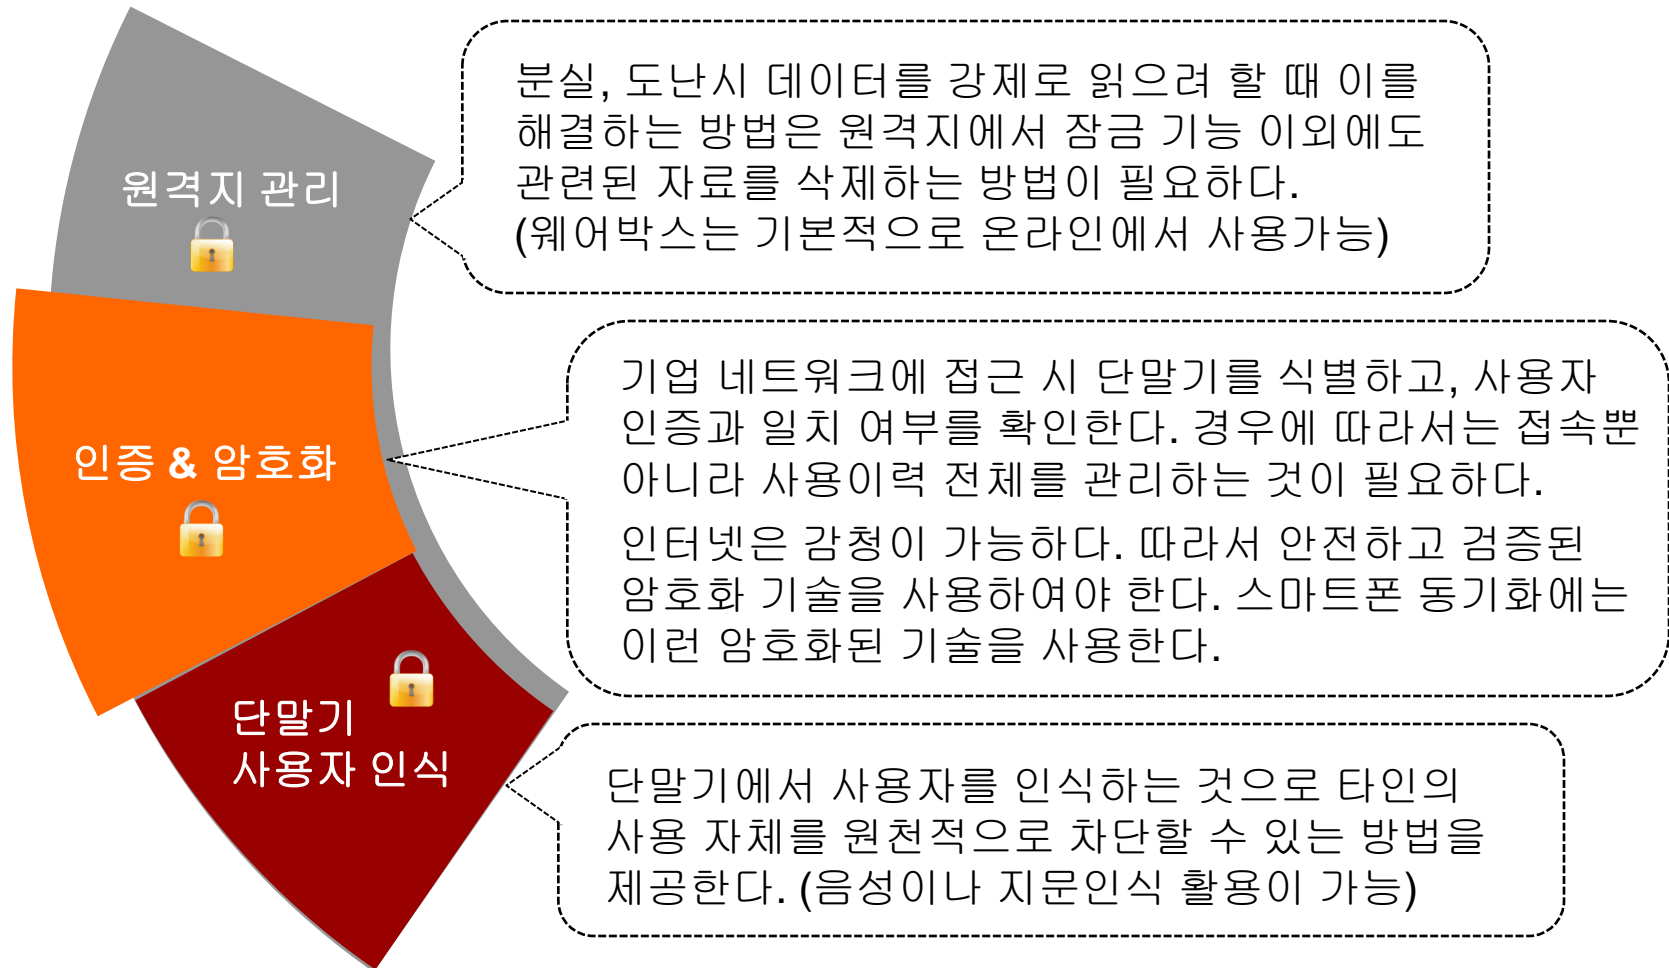 원격지 관리
분실, 도난시 데이터를 강제로 읽으려 할 때 이를
해결하는 방법은 원격지에서 잠금 기능 이외에도
관련된 자료를 삭제하는 방법이 필요하다.
(웨어박스는 기본적으로 온라인에서 사용가능)
인증 & 암호화
기업 네트워크에 접근 시 단말기를 식별하고, 사용자
인증과 일치 여부를 확인한다. 경우에 따라서는 접속뿐
아니라 사용이력 전체를 관리하는 것이 필요하다.
인터넷은 감청이 가능하다. 따라서 안전하고 검증된
암호화 기술을 사용하여야 한다. 스마트폰 동기화에는
이런 암호화된 기술을 사용한다.
단말기
사용자 인식
단말기에서 사용자를 인식하는 것으로 타인의
사용 자체를 원천적으로 차단할 수 있는 방법을
제공한다. (음성이나 지문인식 활용이 가능)